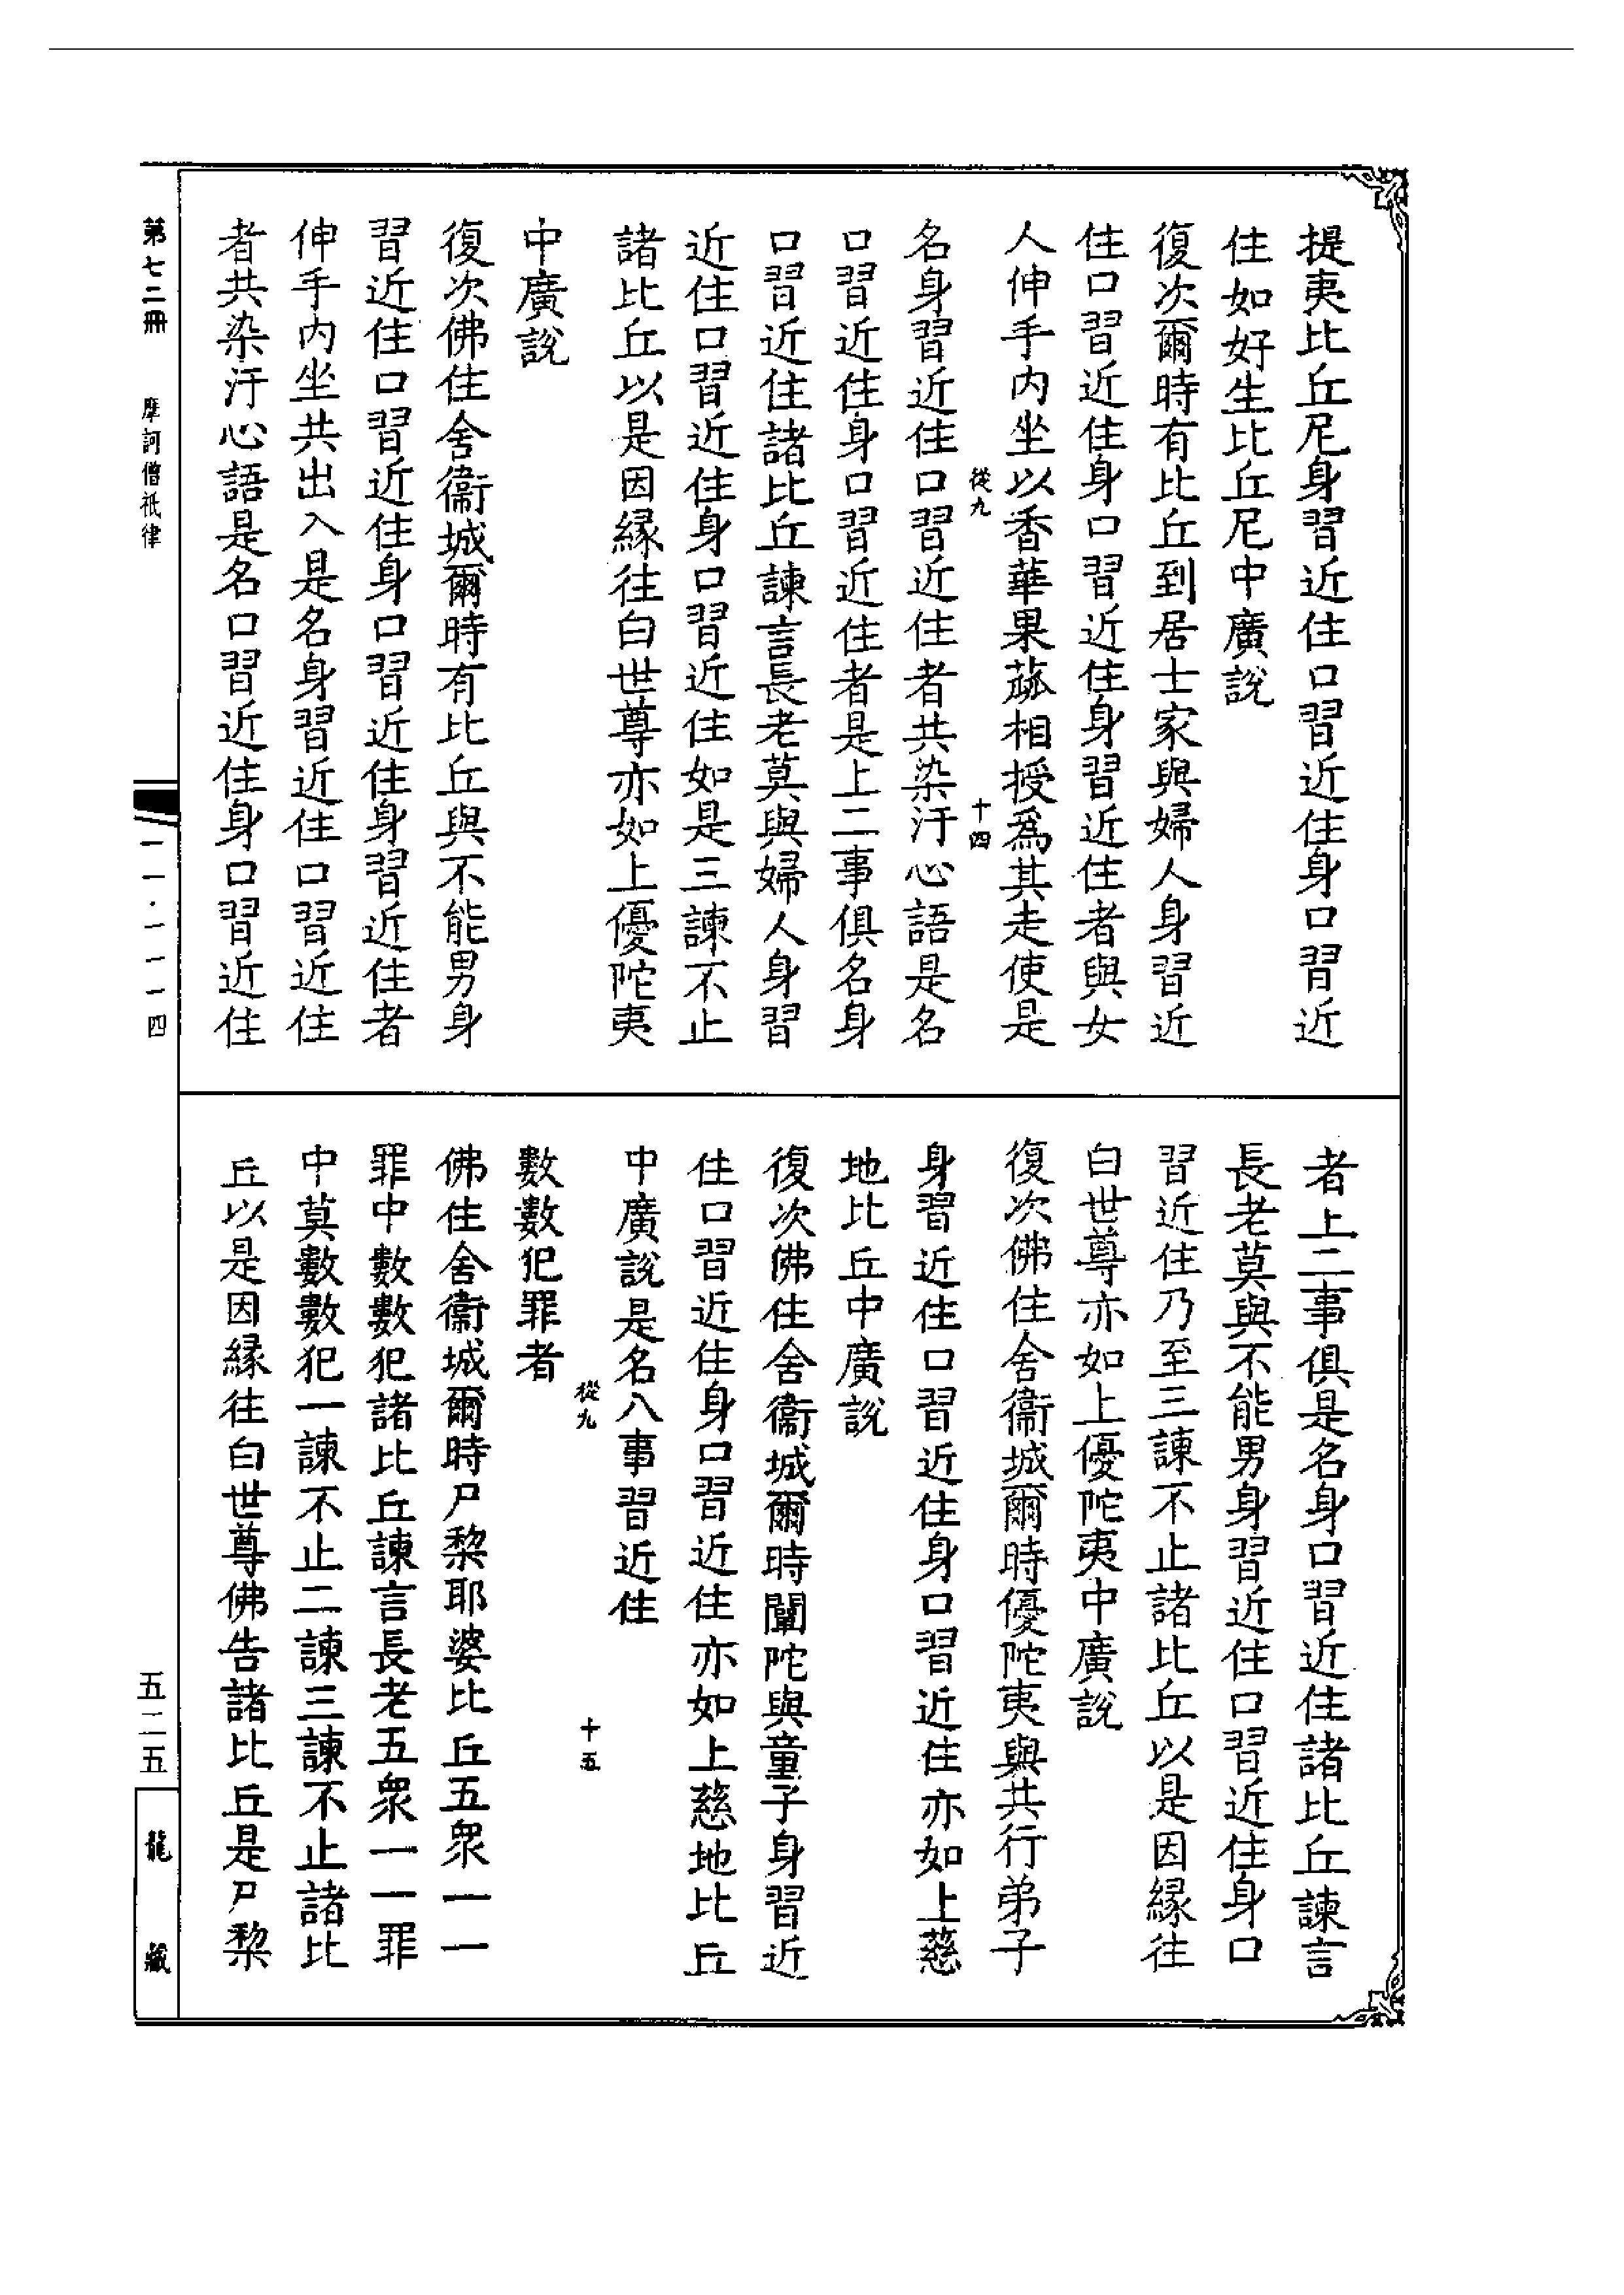 提夷比丘尼身習近住口習近住身口習近
住如好生比丘尼中廣說
復次爾時有比丘到居士家與婦人身習近
住口習近住身口習近住身習近住者與女
人伸手內坐以香華果蓏相授爲其走使是
從九
十四
名身習近住口習近住者共染汙心語是名
口習近住身口習近住者是上二事俱名身
口習近住諸比丘諫言長老莫與婦人身習
近住口習近住身口習近住如是三諫不止
諸比丘以是因緣往白世尊亦如上優陀夷
中廣說
復次佛住舍衞城爾時有比丘與不能男身
習近住口習近住身口習近住身習近住者
伸手內坐共出入是名身習近住口習近住
者共染汙心語是名口習近住身口習近住
者上二事俱是名身口習近住諸比丘諫言
長老莫與不能男身習近住口習近住身口
習近住乃至三諫不止諸比丘以是因緣往
白世尊亦如上優陀夷中廣說
復次佛住舍衞城爾時優陀夷與共行弟子
身習近住口習近住身口習近住亦如上慈
地比丘中廣說
復次佛住舍衞城爾時闡陀與童子身習近
住口習近住身口習近住亦如上慈地比丘
中廣說是名八事習近住
從九
十五
數數犯罪者
佛住舍衞城爾時尸黎耶婆比丘五衆一一
罪中數數犯諸比丘諫言長老五衆一一罪
中莫數數犯一諫不止二諫三諫不止諸比
丘以是因緣往白世尊佛告諸比丘是尸黎
第七二冊
摩訶僧祇律
一一·一一一四
五二五
龍藏